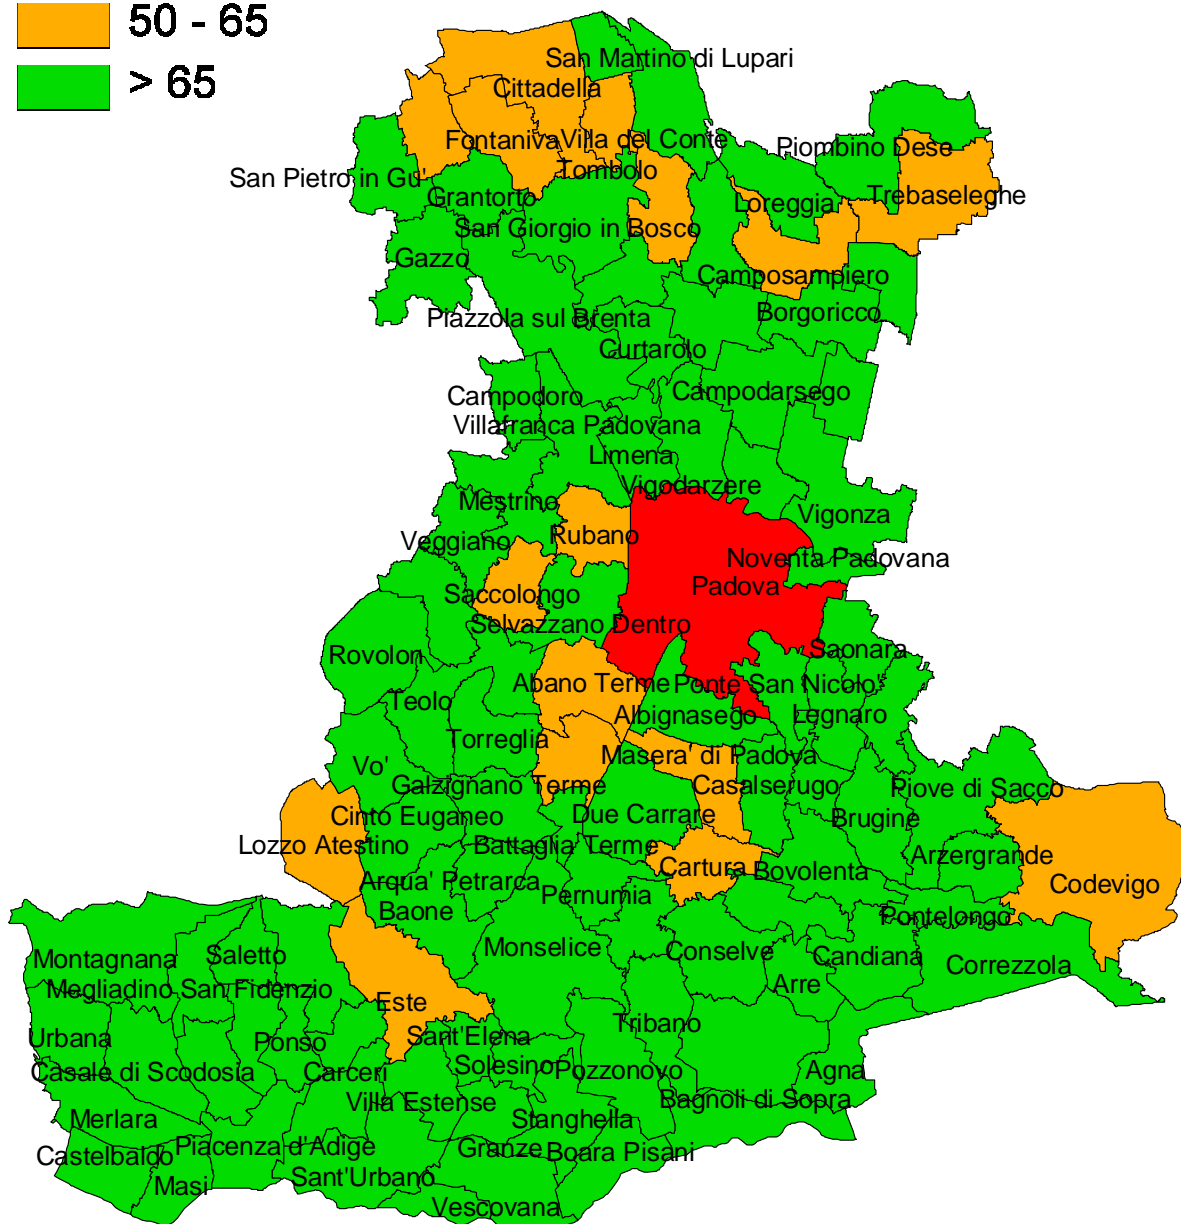 50 - 65
San Martino di Lupari
> 65
Cittadella
Fontaniva
Villa del Conte
Piombino Dese
Tombolo
San Pietro in Gu'
Grantorto
Loreggia
Trebaseleghe
San Giorgio in Bosco
Gazzo
Camposampiero
Borgoricco
Piazzola sul Brenta
Curtarolo
Campodoro
Campodarsego
Villafranca Padovana
Limena
Vigodarzere
Mestrino
Vigonza
Rubano
Veggiano
Noventa Padovana
Padova
Saccolongo
Selvazzano Dentro
Saonara
Rovolon
Abano Terme
Ponte San Nicolo'
Teolo
Albignasego
Legnaro
Torreglia
Masera' di Padova
Vo'
Galzignano Terme
Casalserugo
Piove di Sacco
Cinto Euganeo
Due Carrare
Brugine
Lozzo Atestino
Battaglia Terme
Arzergrande
Cartura
Bovolenta
Arqua' Petrarca
Codevigo
Pernumia
Baone
Pontelongo
Monselice
Conselve
Candiana
Saletto
Montagnana
Correzzola
Megliadino San Fidenzio
Arre
Este
Tribano
Urbana
Ponso
Sant'Elena
Solesino
Pozzonovo
Casale di Scodosia
Carceri
Agna
Villa Estense
Bagnoli di Sopra
Merlara
Stanghella
Piacenza d'Adige
Granze
Boara Pisani
Castelbaldo
Masi
Sant'Urbano
Vescovana